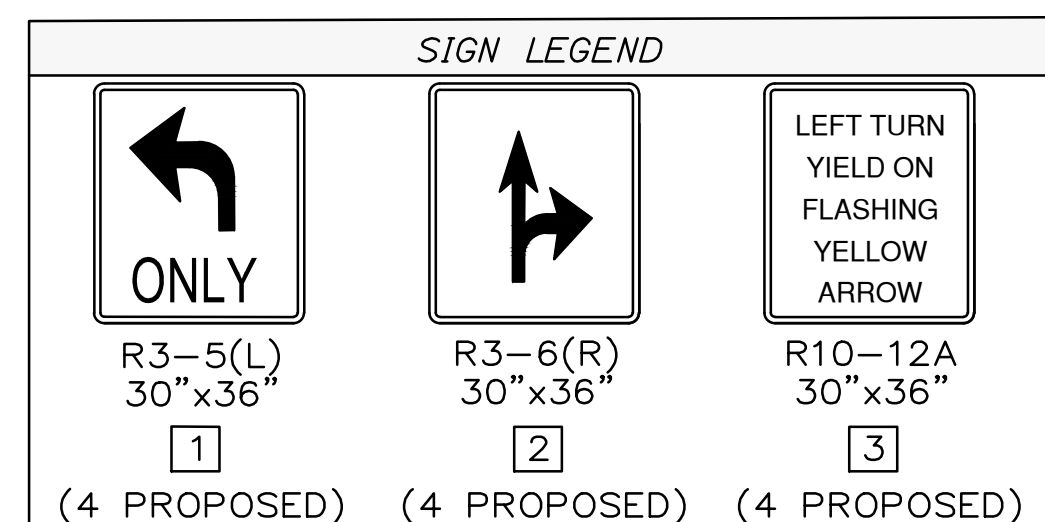 SIGN LEGEND
ONLY
R3-5(L)
30"x36"
1
(4 PROPOSED)
R3-6(R)
30"x36"
2
(4 PROPOSED)
LEFT TURN
YIELD ON
FLASHING
YELLOW
ARROW
R10-12A
30"x36"
3
(4 PROPOSED)